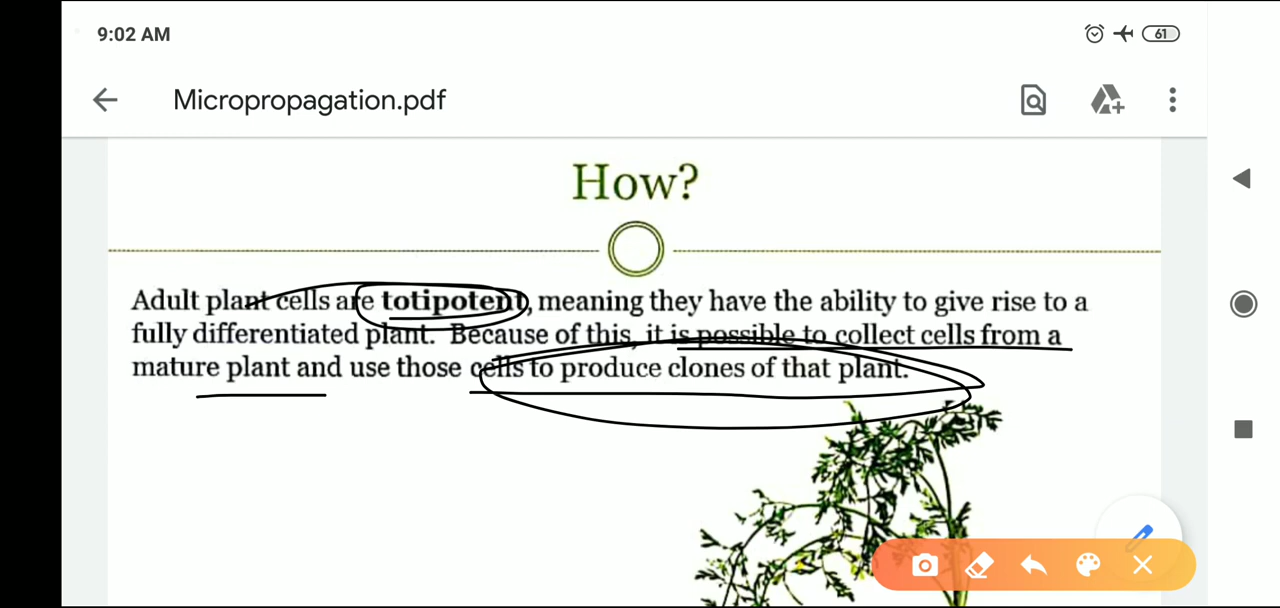 9:02 AM
61
Micropropagation.pdf
How?
Adult plant cells are totipotent, meaning they have the ability to give rise to a
fully differentiated plant. Because of this, it is possible to collect cells from a
mature plant and use those cells to produce clones of that plant.